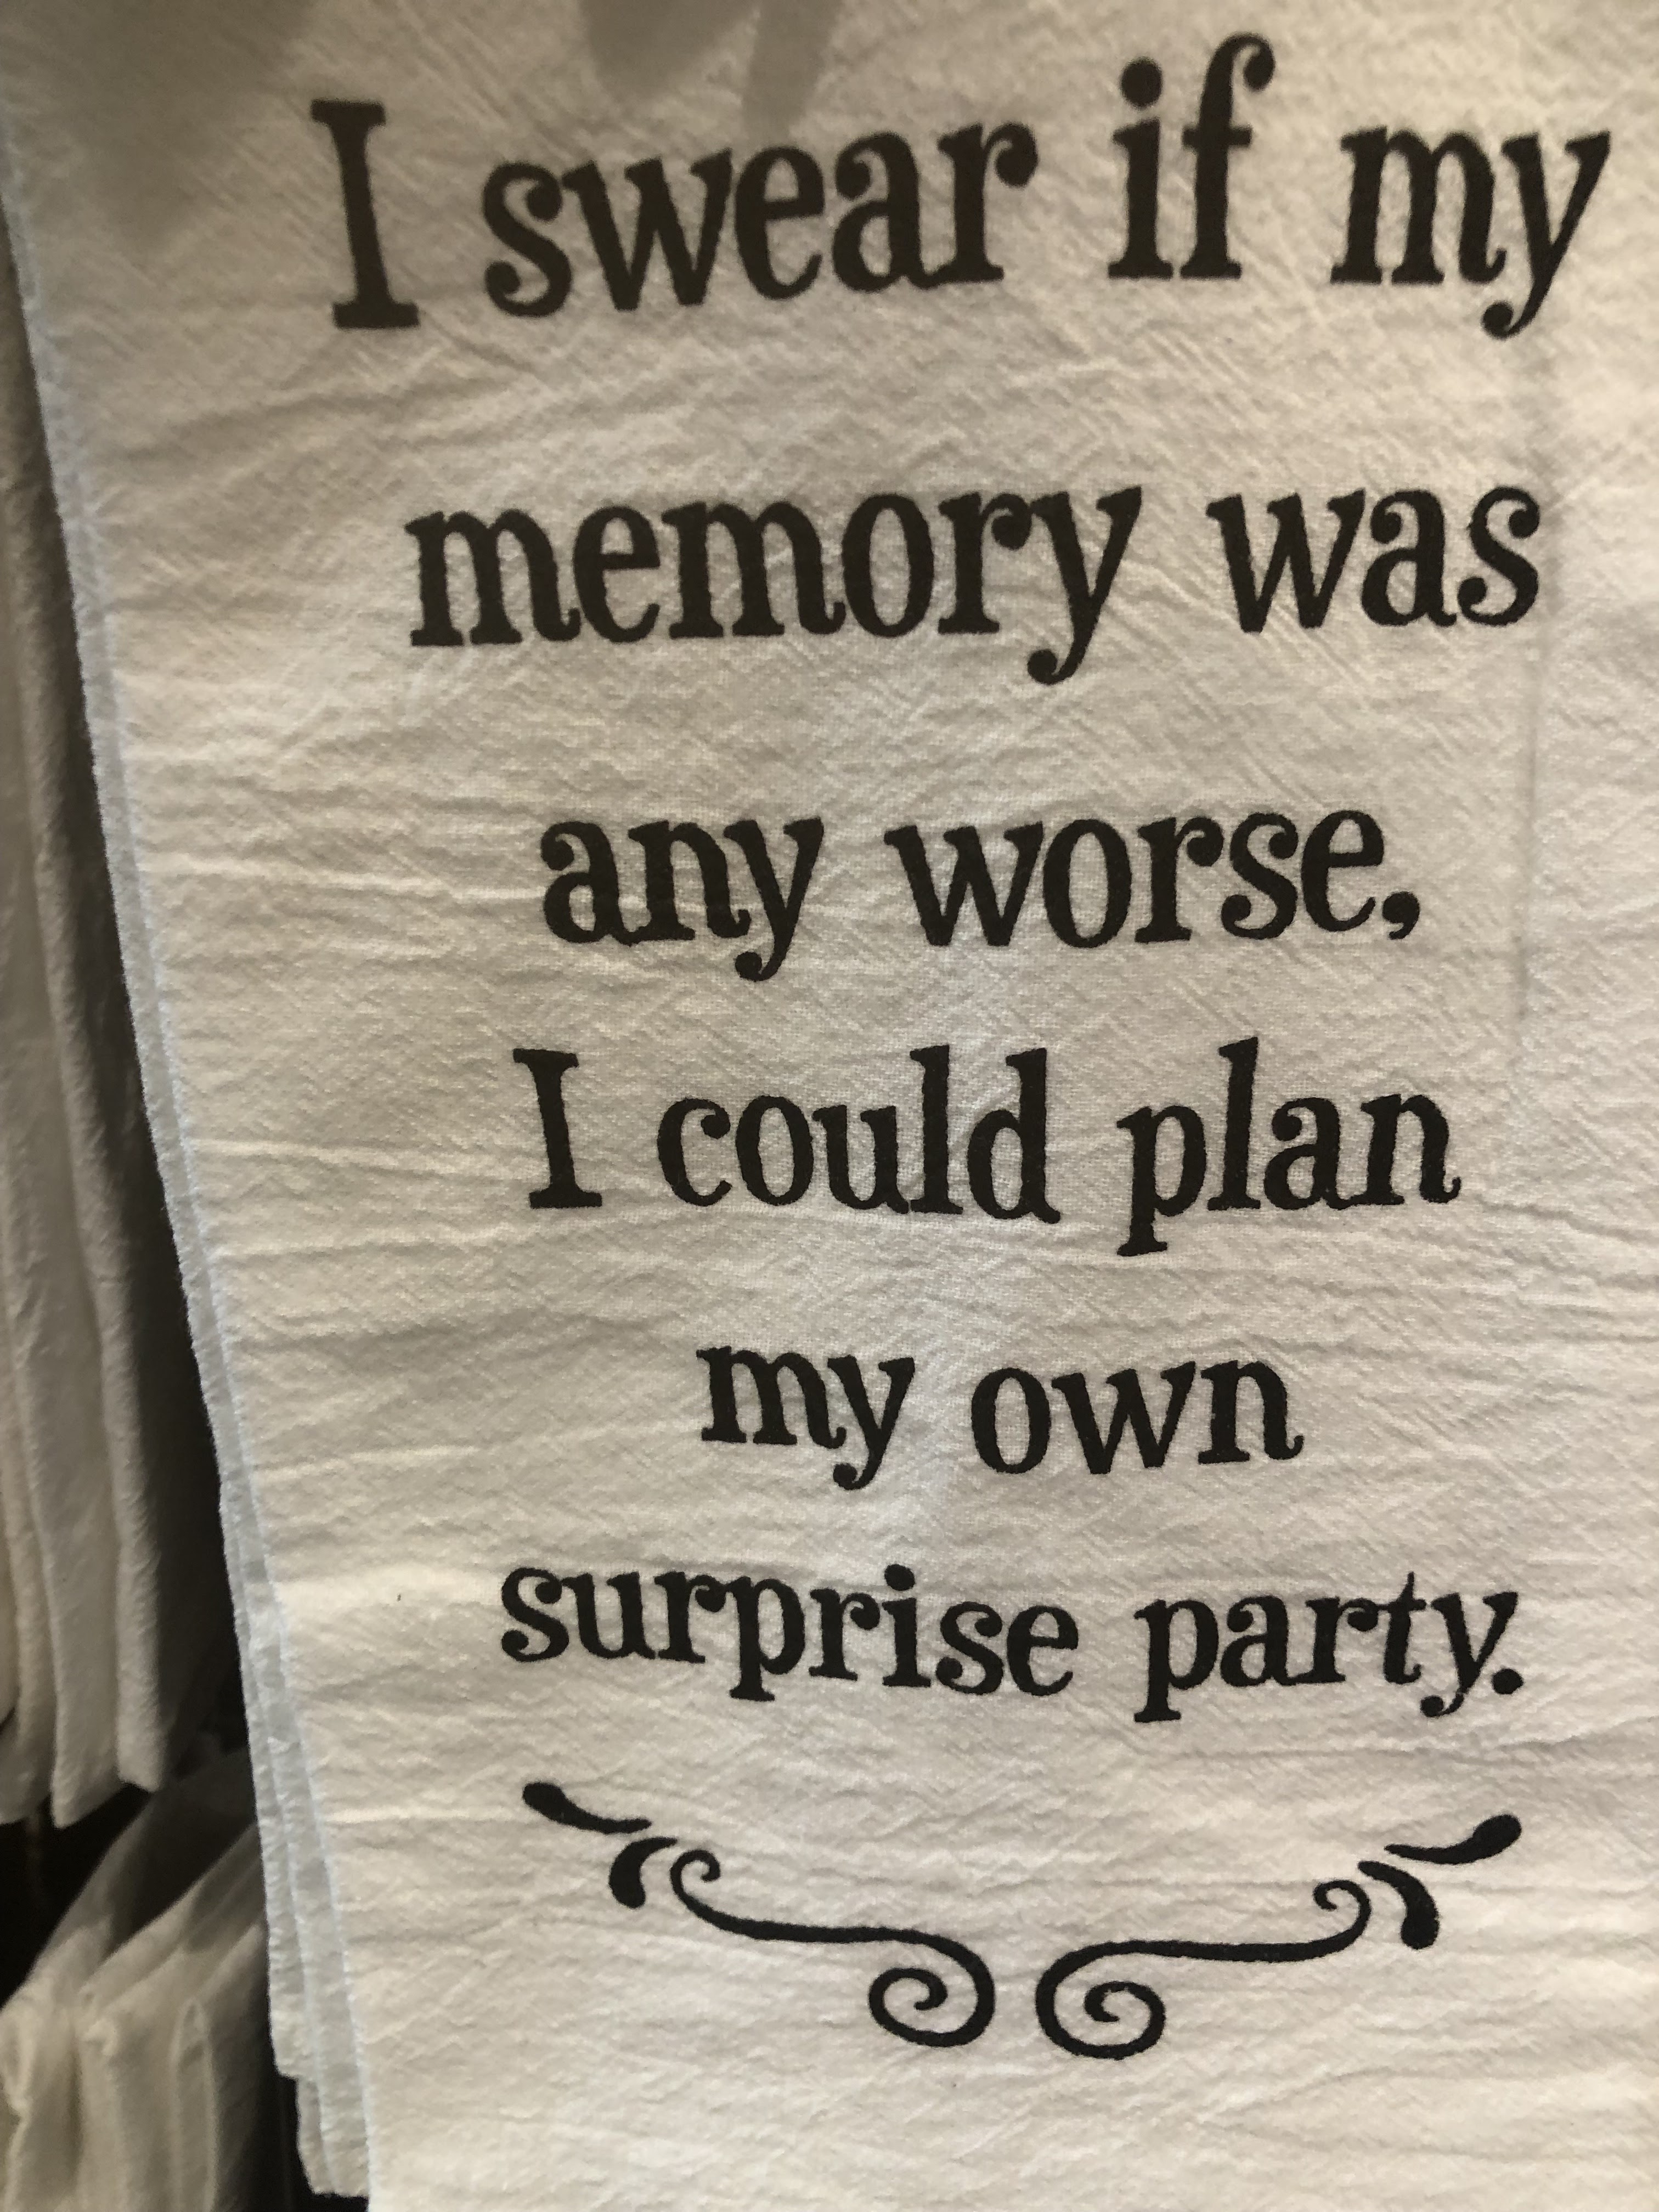 I swear if my
memory was
any worse,
I could plan
my own
surprise party.